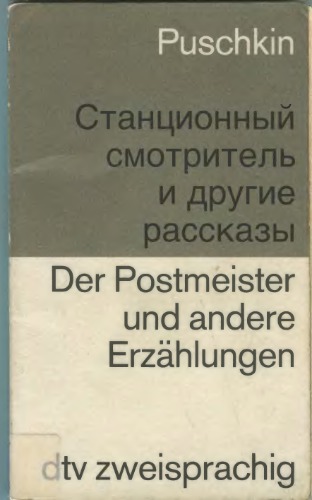 Puschkin
Станционный
смотритель
и другие
рассказы
Der Postmeister
und andere
Erzählungen
dtv zweisprachig